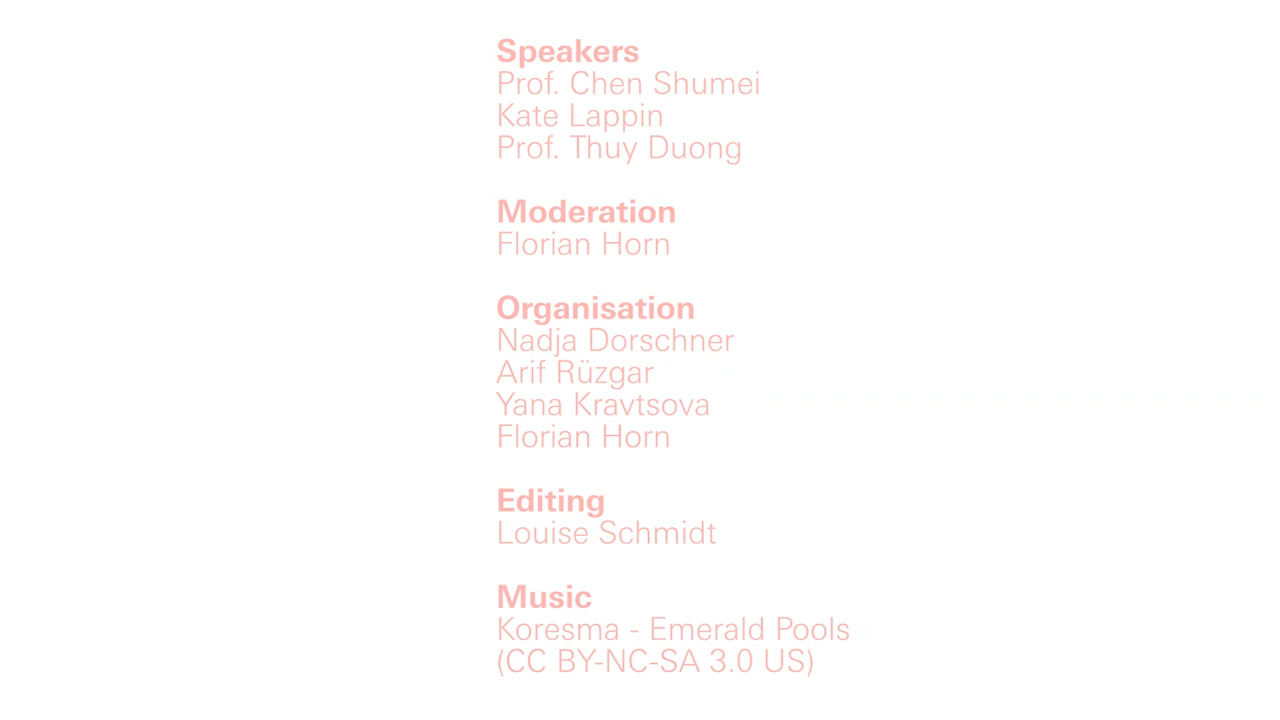 Speakers
Prof. Chen Shumei
Kate Lappin
Prof. Thuy Duong
Moderation
Florian Horn
Organisation
Nadja Dorschner
Arif Rüzgar
Yana Kravtsova
Florian Horn
Editing
Louise Schmidt
Music
Koresma - Emerald Pools
(CC BY-NC-SA 3.0 US)